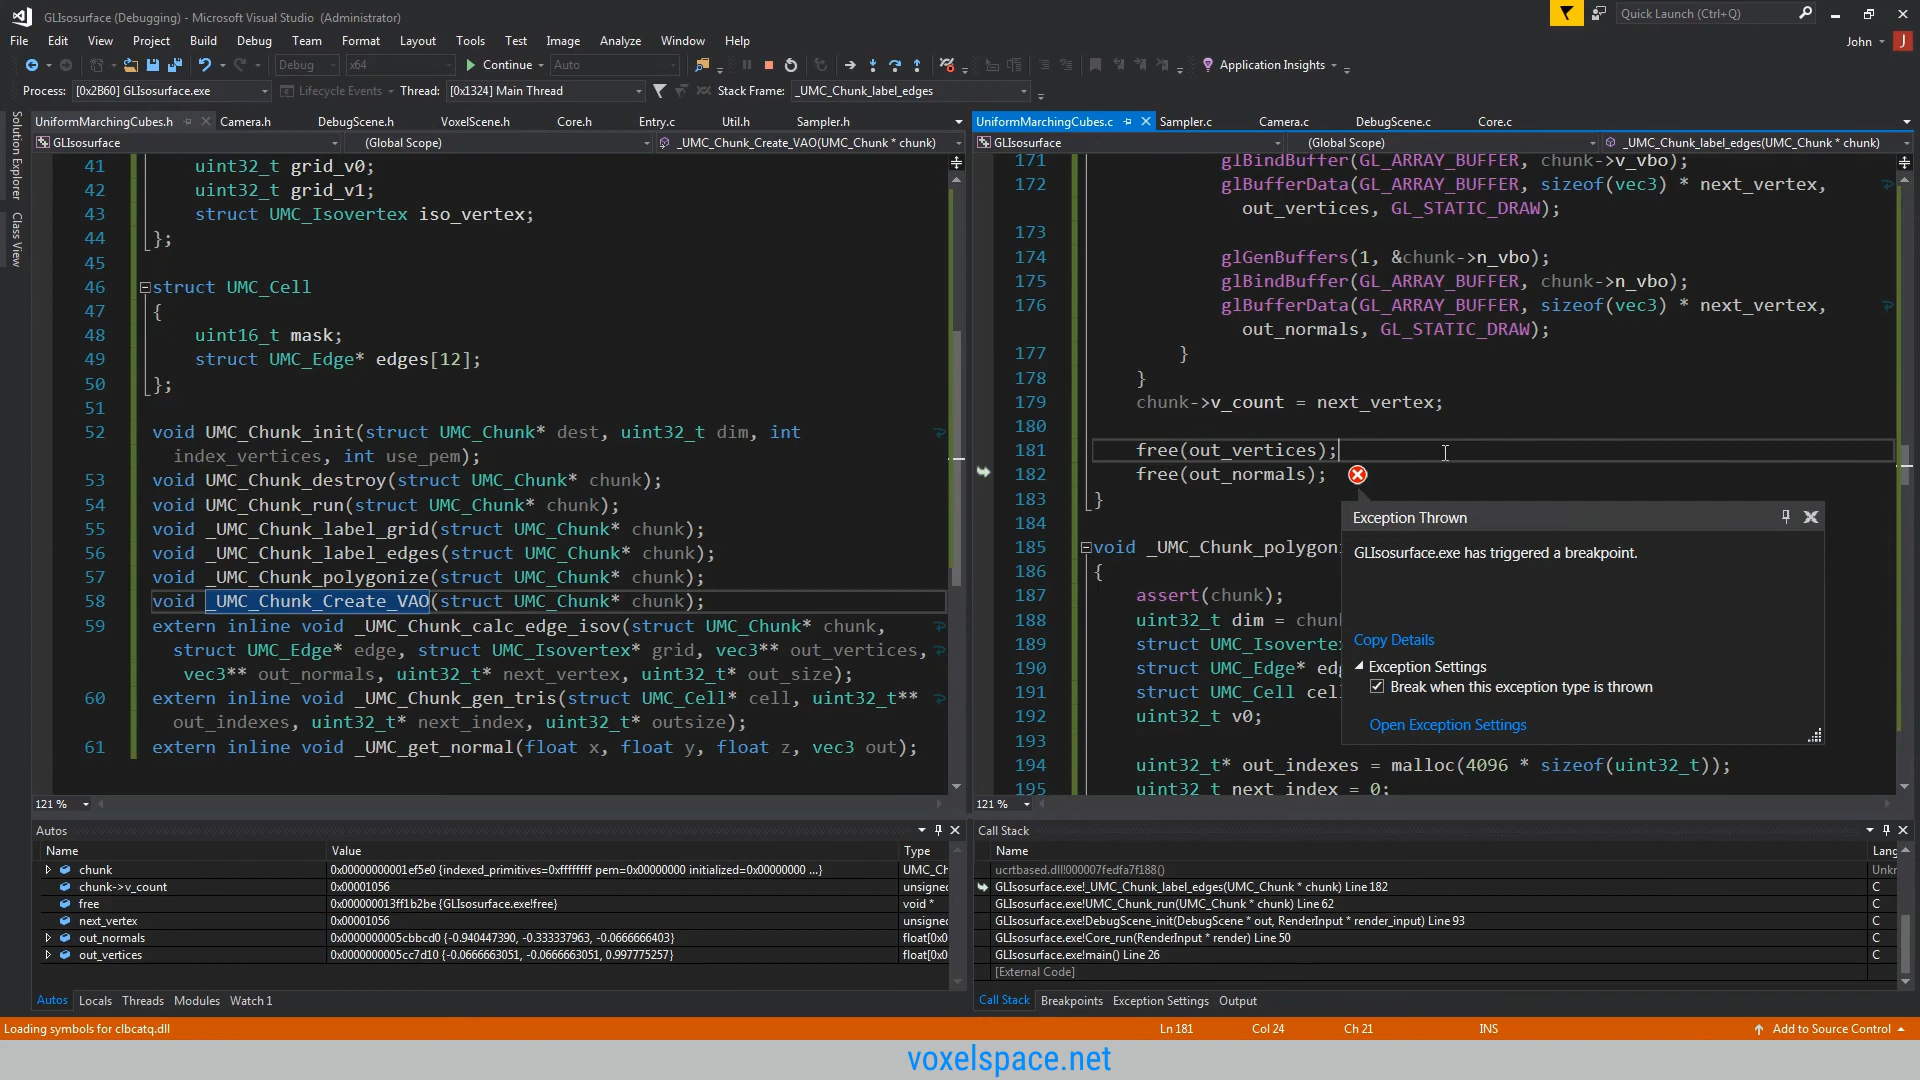 GLIsosurface (Debugging) - Microsoft Visual Studio (Administrator)
Quick Launch (Ctrl+Q)
File Edit View Project Build Debug Team Format Layout Tools Test Image Analyze Window Help
John J
Debug x64 Continue Auto Application Insights
Process: [0x2B60] GLIsosurface.exe Lifecycle Events Thread: [0x1324] Main Thread Stack Frame: _UMC_Chunk_label_edges
Solution Explorer
Class View
UniformMarchingCubes.h Camera.h DebugScene.h VoxelScene.h Core.h Entry.c Util.h Sampler.h
GLIsosurface (Global Scope) _UMC_Chunk_Create_VAO(UMC_Chunk * chunk)
41 uint32_t grid_v0;
42 uint32_t grid_v1;
43 struct UMC_Isovertex iso_vertex;
44 };
45
46 struct UMC_Cell
47 {
48 uint16_t mask;
49 struct UMC_Edge* edges[12];
50 };
51
52 void UMC_Chunk_init(struct UMC_Chunk* dest, uint32_t dim, int
index_vertices, int use_pem);
53 void UMC_Chunk_destroy(struct UMC_Chunk* chunk);
54 void UMC_Chunk_run(struct UMC_Chunk* chunk);
55 void _UMC_Chunk_label_grid(struct UMC_Chunk* chunk);
56 void _UMC_Chunk_label_edges(struct UMC_Chunk* chunk);
57 void _UMC_Chunk_polygonize(struct UMC_Chunk* chunk);
58 void _UMC_Chunk_Create_VAO(struct UMC_Chunk* chunk);
59 extern inline void _UMC_Chunk_calc_edge_isov(struct UMC_Chunk* chunk,
struct UMC_Edge* edge, struct UMC_Isovertex* grid, vec3** out_vertices,
vec3** out_normals, uint32_t* next_vertex, uint32_t* out_size);
60 extern inline void _UMC_Chunk_gen_tris(struct UMC_Cell* cell, uint32_t**
out_indexes, uint32_t* next_index, uint32_t* outsize);
61 extern inline void _UMC_get_normal(float x, float y, float z, vec3 out);
121 %
UniformMarchingCubes.c Sampler.c Camera.c DebugScene.c Core.c
GLIsosurface (Global Scope) _UMC_Chunk_label_edges(UMC_Chunk * chunk)
171 glBindBuffer(GL_ARRAY_BUFFER, chunk->v_vbo);
172 glBufferData(GL_ARRAY_BUFFER, sizeof(vec3) * next_vertex,
out_vertices, GL_STATIC_DRAW);
173
174 glGenBuffers(1, &chunk->n_vbo);
175 glBindBuffer(GL_ARRAY_BUFFER, chunk->n_vbo);
176 glBufferData(GL_ARRAY_BUFFER, sizeof(vec3) * next_vertex,
out_normals, GL_STATIC_DRAW);
177 }
178 }
179 chunk->v_count = next_vertex;
180
181 free(out_vertices);
182 free(out_normals);
183 }
184
185 void _UMC_Chunk_polygoni
186 {
187 assert(chunk);
188 uint32_t dim = chun
189 struct UMC_Isovertex
190 struct UMC_Edge* edg
191 struct UMC_Cell cell
192 uint32_t v0;
193
194 uint32_t* out_indexes = malloc(4096 * sizeof(uint32_t));
195 uint32_t next_index = 0;
121 %
Exception Thrown
GLIsosurface.exe has triggered a breakpoint.
Copy Details
Exception Settings
Break when this exception type is thrown
Open Exception Settings
Autos
Name Value Type
chunk 0x00000000001ef5e0 {indexed_primitives=0xffffffff pem=0x00000000 initialized=0x00000000 ...} UMC_Ch
chunk->v_count 0x00001056 unsigned
free 0x000000013ff1b2be {GLIsosurface.exe!free} void *
next_vertex 0x00001056 unsigned
out_normals 0x0000000005cbbcd0 {-0.940447390, -0.333337963, -0.0666666403} float[0x0
out_vertices 0x0000000005cc7d10 {-0.0666663051, -0.0666663051, 0.997775257} float[0x0
Autos Locals Threads Modules Watch 1
Call Stack
Name Lang
ucrtbased.dll!000007fedfa7f188() Unkn
GLIsosurface.exe!_UMC_Chunk_label_edges(UMC_Chunk * chunk) Line 182 C
GLIsosurface.exe!UMC_Chunk_run(UMC_Chunk * chunk) Line 62 C
GLIsosurface.exe!DebugScene_init(DebugScene * out, RenderInput * render_input) Line 93 C
GLIsosurface.exe!Core_run(RenderInput * render) Line 50 C
GLIsosurface.exe!main() Line 26 C
[External Code]
Call Stack Breakpoints Exception Settings Output
Loading symbols for clbcatq.dll Ln 181 Col 24 Ch 21 INS Add to Source Control
voxelspace.net